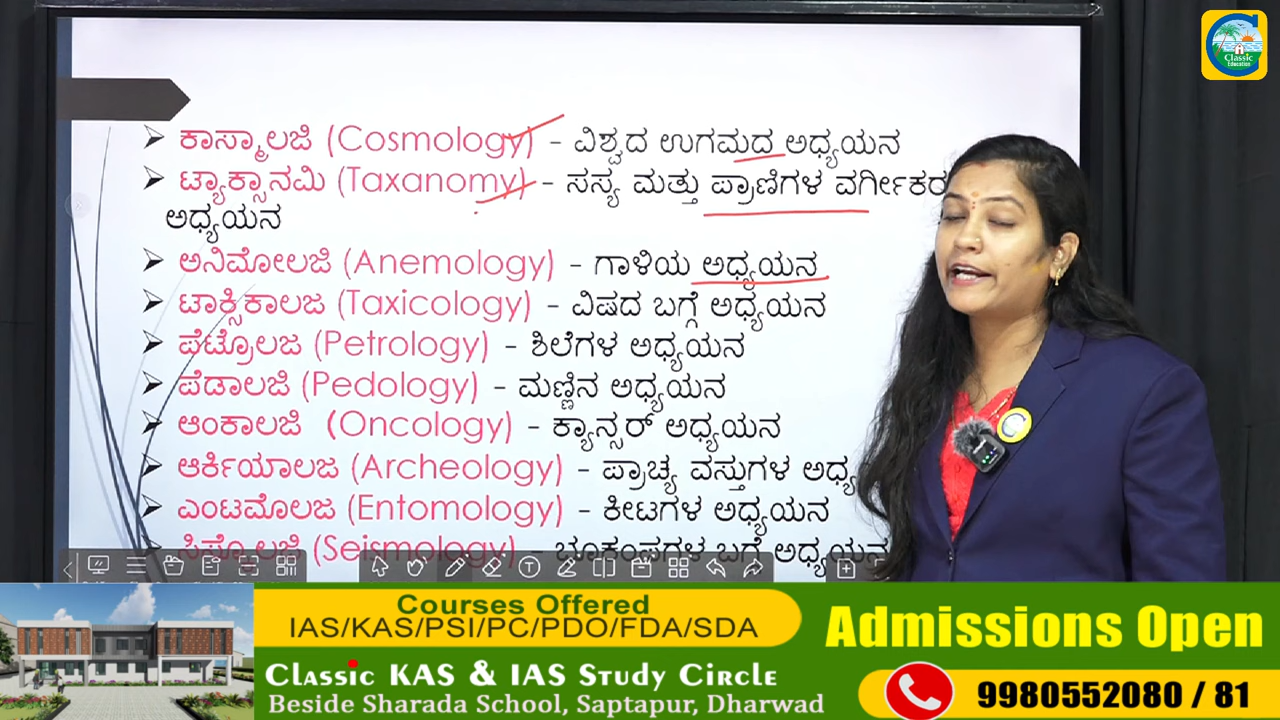 Classic
Education
ಕಾಸ್ಮಾಲಜಿ (Cosmology) – ವಿಶ್ವದ ಉಗಮದ ಅಧ್ಯಯನ
ಟ್ಯಾಕ್ಸಾನಮಿ (Taxanomy) – ಸಸ್ಯ ಮತ್ತು ಪ್ರಾಣಿಗಳ ವರ್ಗೀಕರ
ಅಧ್ಯಯನ
ಅನಿಮೋಲಜಿ (Anemology) – ಗಾಳಿಯ ಅಧ್ಯಯನ
ಟಾಕ್ಸಿಕಾಲಜ (Taxicology) – ವಿಷದ ಬಗ್ಗೆ ಅಧ್ಯಯನ
ಪೆಟ್ರೊಲಜ (Petrology) – ಶಿಲೆಗಳ ಅಧ್ಯಯನ
ಪೆಡಾಲಜಿ (Pedology) – ಮಣ್ಣಿನ ಅಧ್ಯಯನ
ಆಂಕಾಲಜಿ (Oncology) – ಕ್ಯಾನ್ಸರ್ ಅಧ್ಯಯನ
ಆರ್ಕಿಯಾಲಜ (Archeology) – ಪ್ರಾಚ್ಯ ವಸ್ತುಗಳ ಅಧ್ಯ
ಎಂಟಮೊಲಜ (Entomology) – ಕೀಟಗಳ ಅಧ್ಯಯನ
(Seismology) – ಭೂಕಂಪಗಳ ಬಗ್ಗೆ ಅಧ್ಯಯನ
Courses Offered
IAS/KAS/PSI/PC/PDO/FDA/SDA
Classic KAS & IAS Study Circle
Beside Sharada School, Saptapur, Dharwad
Admissions Open
9980552080 / 81